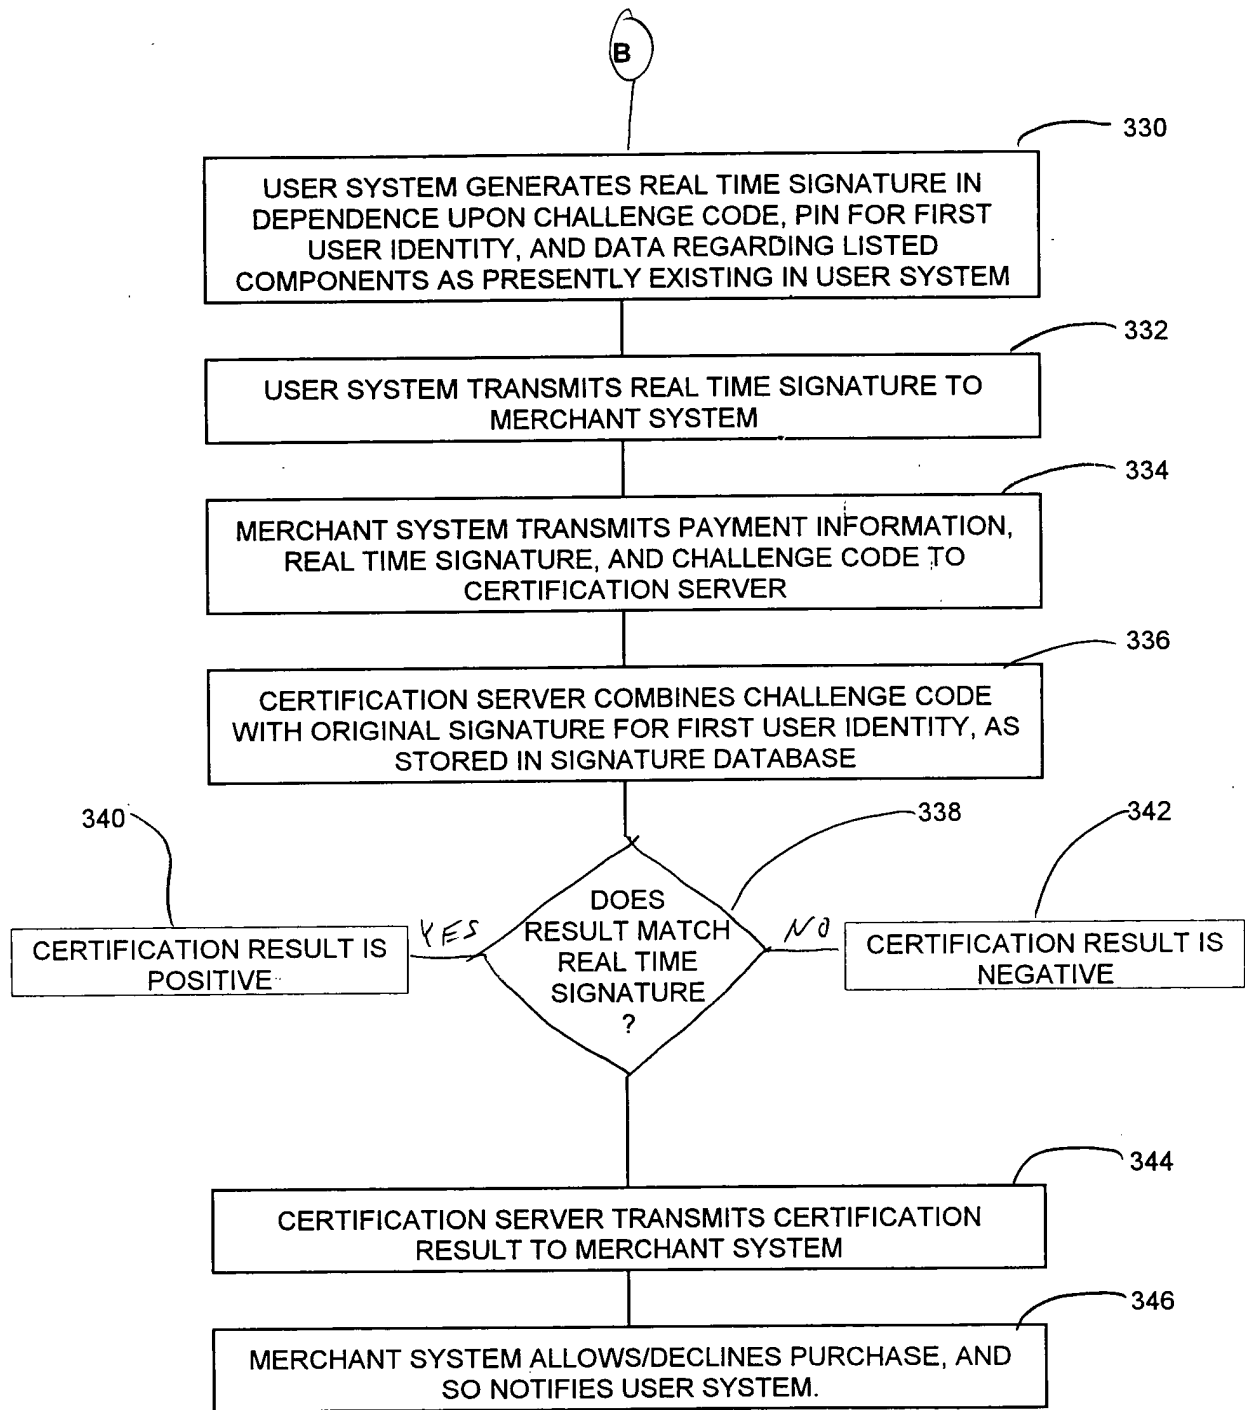 B
330
USER SYSTEM GENERATES REAL TIME SIGNATURE IN
DEPENDENCE UPON CHALLENGE CODE, PIN FOR FIRST
USER IDENTITY, AND DATA REGARDING LISTED
COMPONENTS AS PRESENTLY EXISTING IN USER SYSTEM
332
USER SYSTEM TRANSMITS REAL TIME SIGNATURE TO
MERCHANT SYSTEM
334
MERCHANT SYSTEM TRANSMITS PAYMENT INFORMATION,
REAL TIME SIGNATURE, AND CHALLENGE CODE TO
CERTIFICATION SERVER
336
CERTIFICATION SERVER COMBINES CHALLENGE CODE
WITH ORIGINAL SIGNATURE FOR FIRST USER IDENTITY, AS
STORED IN SIGNATURE DATABASE
340
338
342
CERTIFICATION RESULT IS
POSITIVE
YES
DOES
RESULT MATCH
REAL TIME
SIGNATURE
?
NO
CERTIFICATION RESULT IS
NEGATIVE
344
CERTIFICATION SERVER TRANSMITS CERTIFICATION
RESULT TO MERCHANT SYSTEM
346
MERCHANT SYSTEM ALLOWS/DECLINES PURCHASE, AND
SO NOTIFIES USER SYSTEM.